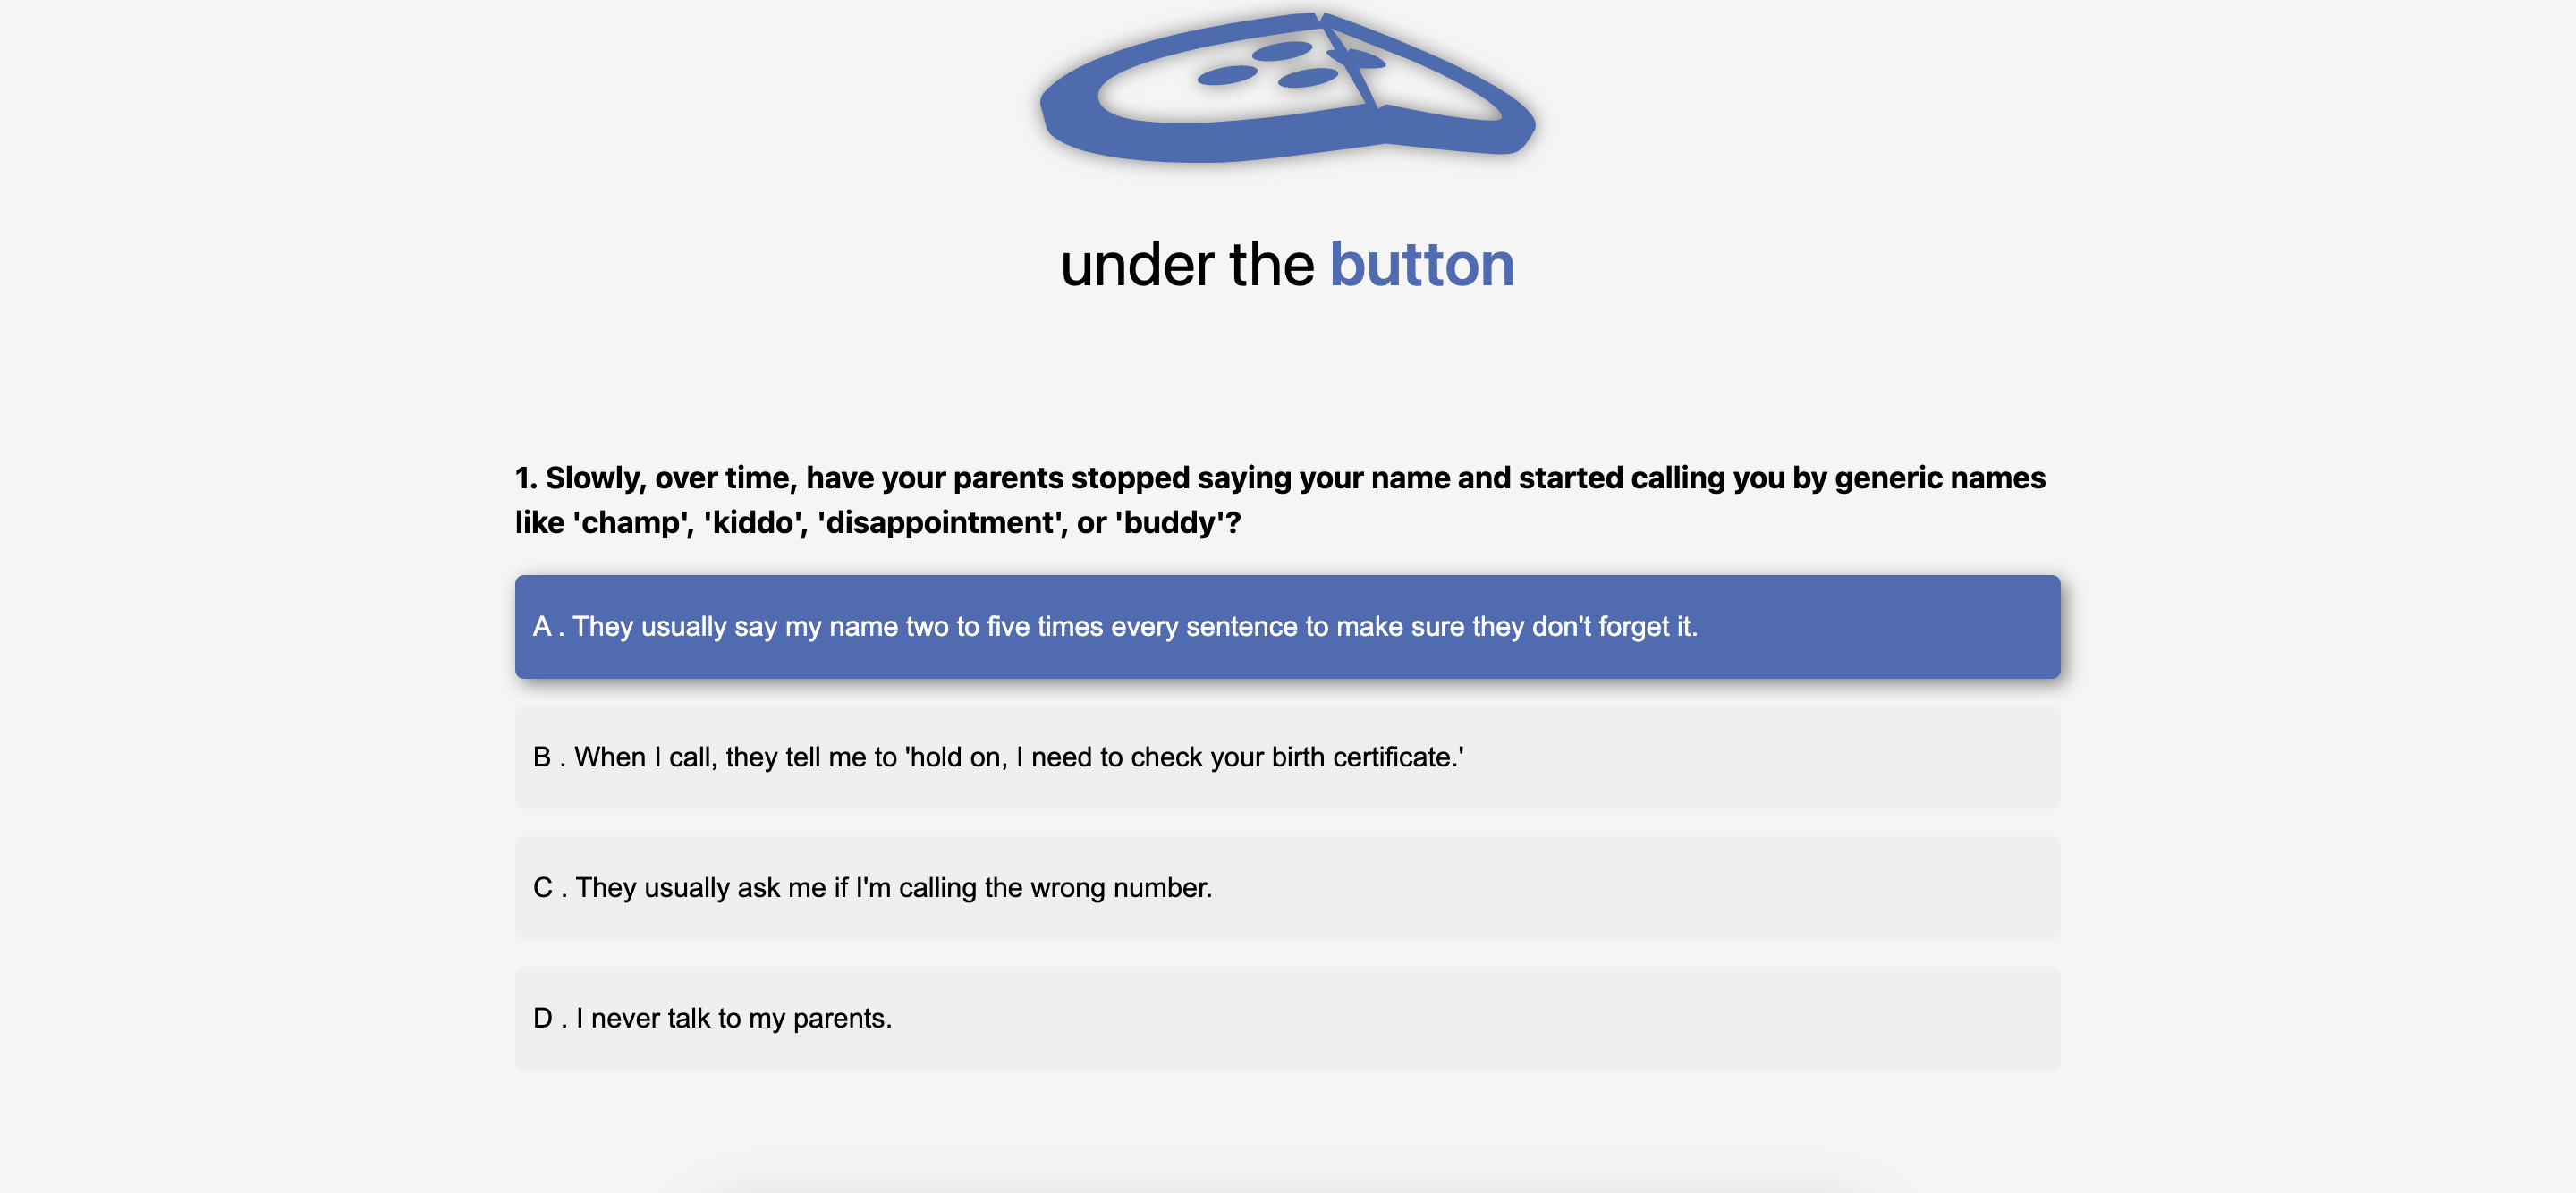 under the button
1. Slowly, over time, have your parents stopped saying your name and started calling you by generic names
like 'champ', 'kiddo', 'disappointment', or 'buddy'?
A . They usually say my name two to five times every sentence to make sure they don't forget it.
B . When I call, they tell me to 'hold on, I need to check your birth certificate.'
C . They usually ask me if I'm calling the wrong number.
D . I never talk to my parents.